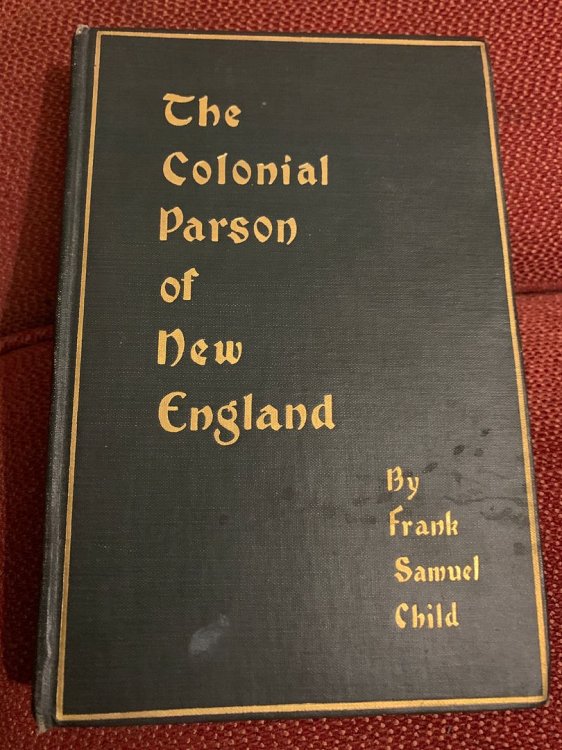 The
Colonial
Parson
of
New
England
By
Frank
Samuel
Child